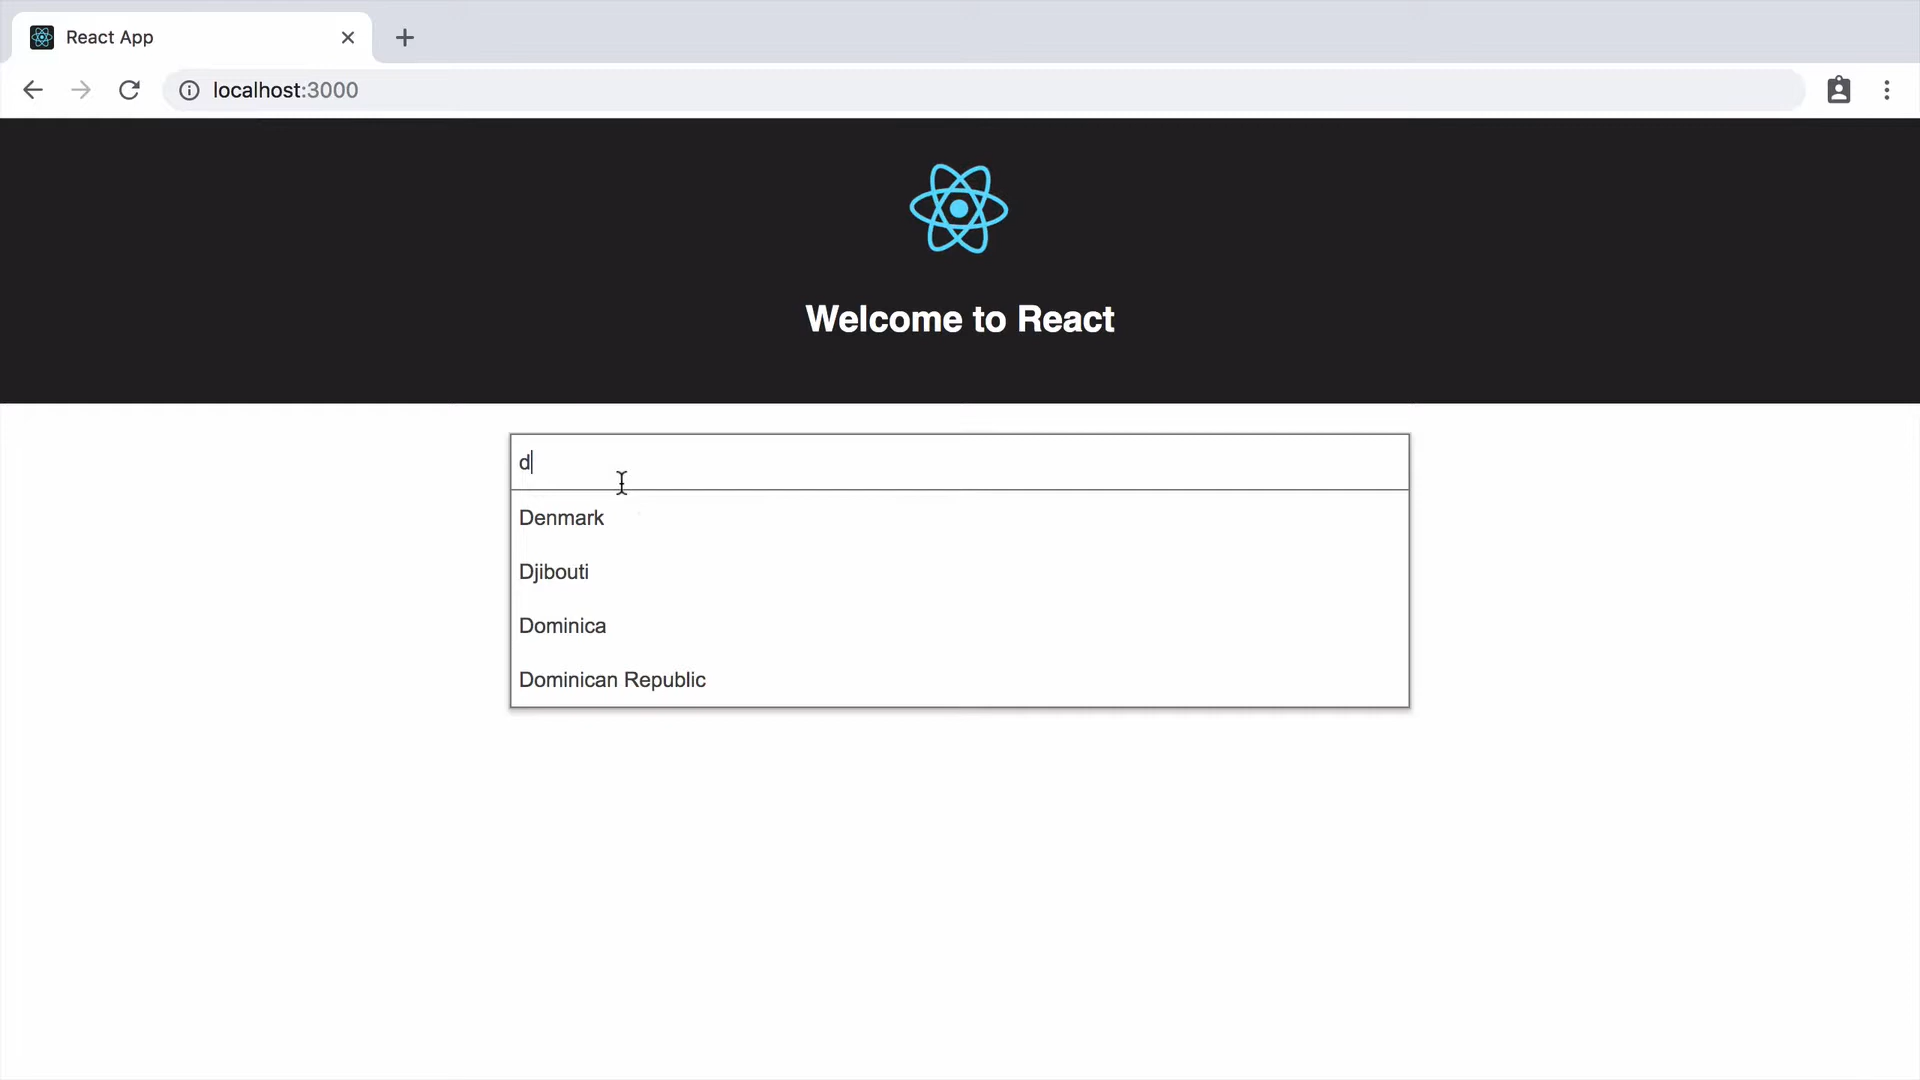 React App
localhost:3000
Welcome to React
d
Denmark
Djibouti
Dominica
Dominican Republic